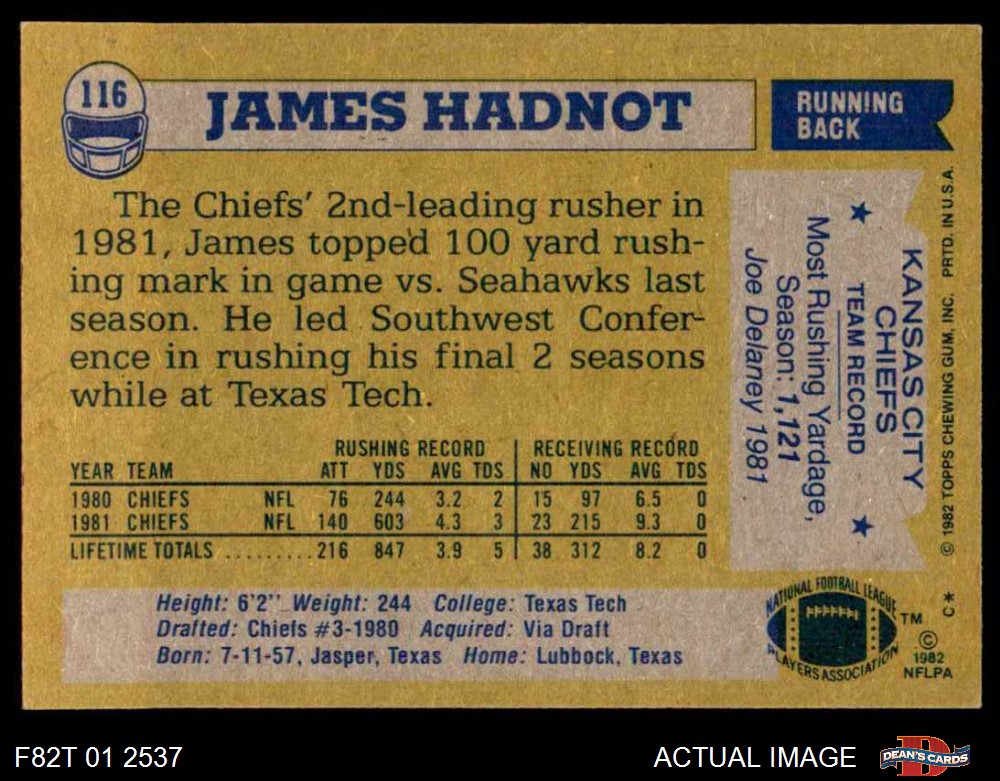 116
JAMES HADNOT
RUNNING
BACK
The Chiefs' 2nd-leading rusher in
1981, James topped 100 yard rush-
ing mark in game vs. Seahawks last
season. He led Southwest Confer-
ence in rushing his final 2 seasons
while at Texas Tech.
RUSHING RECORD RECEIVING RECORD
YEAR TEAM ATT YDS AVG TDS NO YDS AVG TDS
1980 CHIEFS NFL 76 244 3.2 2 15 97 6.5 0
1981 CHIEFS NFL 140 603 4.3 3 23 215 9.3 0
LIFETIME TOTALS .........216 847 3.9 5 38 312 8.2 0
Height: 6'2" Weight: 244 College: Texas Tech
Drafted: Chiefs #3-1980 Acquired: Via Draft
Born: 7-11-57, Jasper, Texas Home: Lubbock, Texas
KANSAS CITY
CHIEFS
★ TEAM RECORD ★
Most Rushing Yardage,
Season: 1,121
Joe Delaney 1981
© 1982 TOPPS CHEWING GUM, INC. PRTD. IN U.S.A.
C*
NATIONAL FOOTBALL LEAGUE
PLAYERS ASSOCIATION
TM
©
1982
NFLPA
F82T 01 2537
ACTUAL IMAGE
DEAN'S CARDS